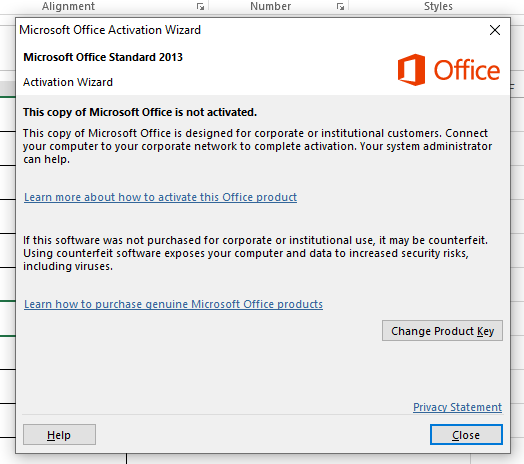 Alignment Number Styles
Microsoft Office Activation Wizard
Microsoft Office Standard 2013
Activation Wizard
Office
This copy of Microsoft Office is not activated.
This copy of Microsoft Office is designed for corporate or institutional customers. Connect
your computer to your corporate network to complete activation. Your system administrator
can help.
Learn more about how to activate this Office product
If this software was not purchased for corporate or institutional use, it may be counterfeit.
Using counterfeit software exposes your computer and data to increased security risks,
including viruses.
Learn how to purchase genuine Microsoft Office products
Change Product Key
Privacy Statement
Help Close